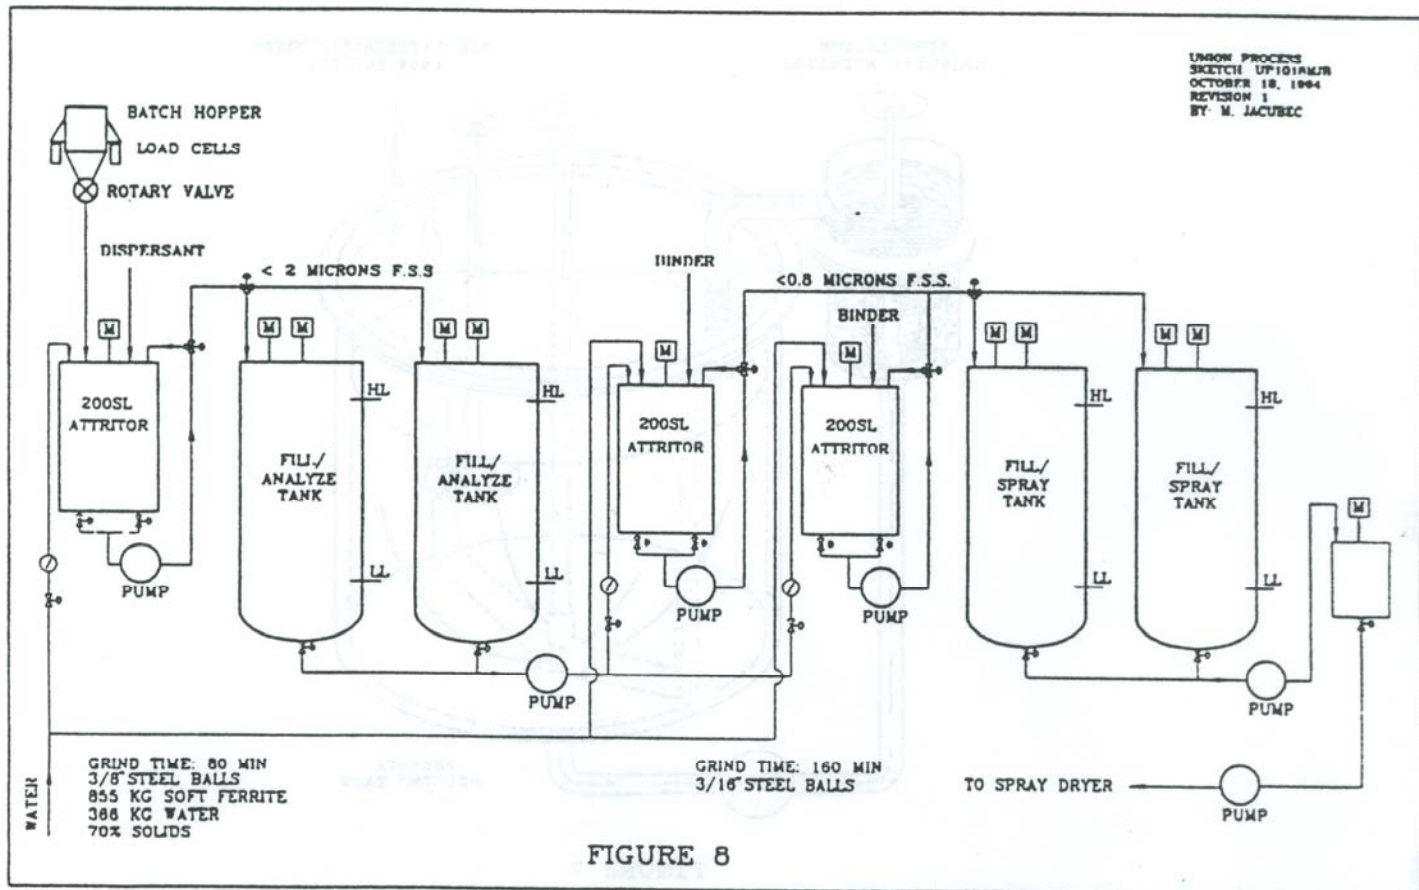 UNION PROCESS
SKETCH UP1018MJB
OCTOBER 18, 1994
REVISION 1
BY: M. JACUBEC
BATCH HOPPER
LOAD CELLS
ROTARY VALVE
DISPERSANT
< 2 MICRONS F.S.S
BINDER
<0.8 MICRONS F.S.S.
BINDER
M
M
M
M
M
M
M
M
M
M
M
M
200SL
ATTRITOR
HL
HL
200SL
ATTRITOR
200SL
ATTRITOR
HL
HL
FILL/
ANALYZE
TANK
FILL/
ANALYZE
TANK
FILL/
SPRAY
TANK
FILL/
SPRAY
TANK
LL
LL
LL
LL
PUMP
PUMP
PUMP
PUMP
PUMP
WATER
GRIND TIME: 80 MIN
3/8" STEEL BALLS
855 KG SOFT FERRITE
366 KG WATER
70% SOLIDS
GRIND TIME: 160 MIN
3/16" STEEL BALLS
TO SPRAY DRYER
PUMP
FIGURE 8